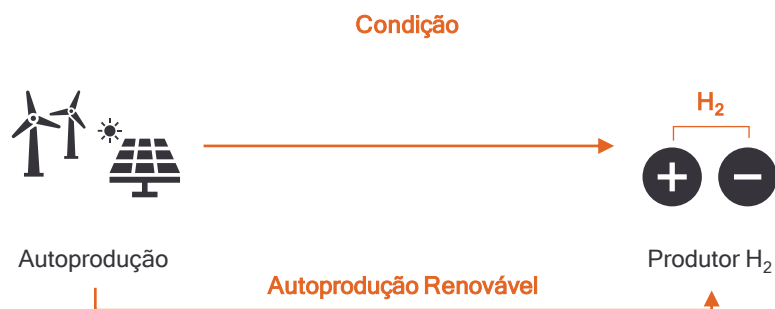 Condição
H₂
Autoprodução
Produtor H₂
Autoprodução Renovável